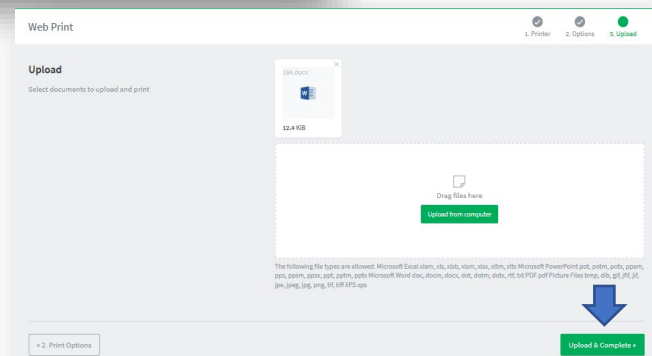 Web Print
1. Printer
2. Options
3. Upload
Upload
Select documents to upload and print
.docx
W
12.4 KiB
Drag files here
Upload from computer
The following file types are allowed: Microsoft Excel xlam, xls, xlsb, xlsm, xlsx, xltm, xltx Microsoft PowerPoint pot, potm, potx, ppam,
pps, ppsm, ppsx, ppt, pptm, pptx Microsoft Word doc, docm, docx, dot, dotm, dotx, rtf, txt PDF pdf Picture Files bmp, dib, gif, jfif, jif,
jpe, jpeg, jpg, png, tif, tiff XPS xps
« 2. Print Options
Upload & Complete »